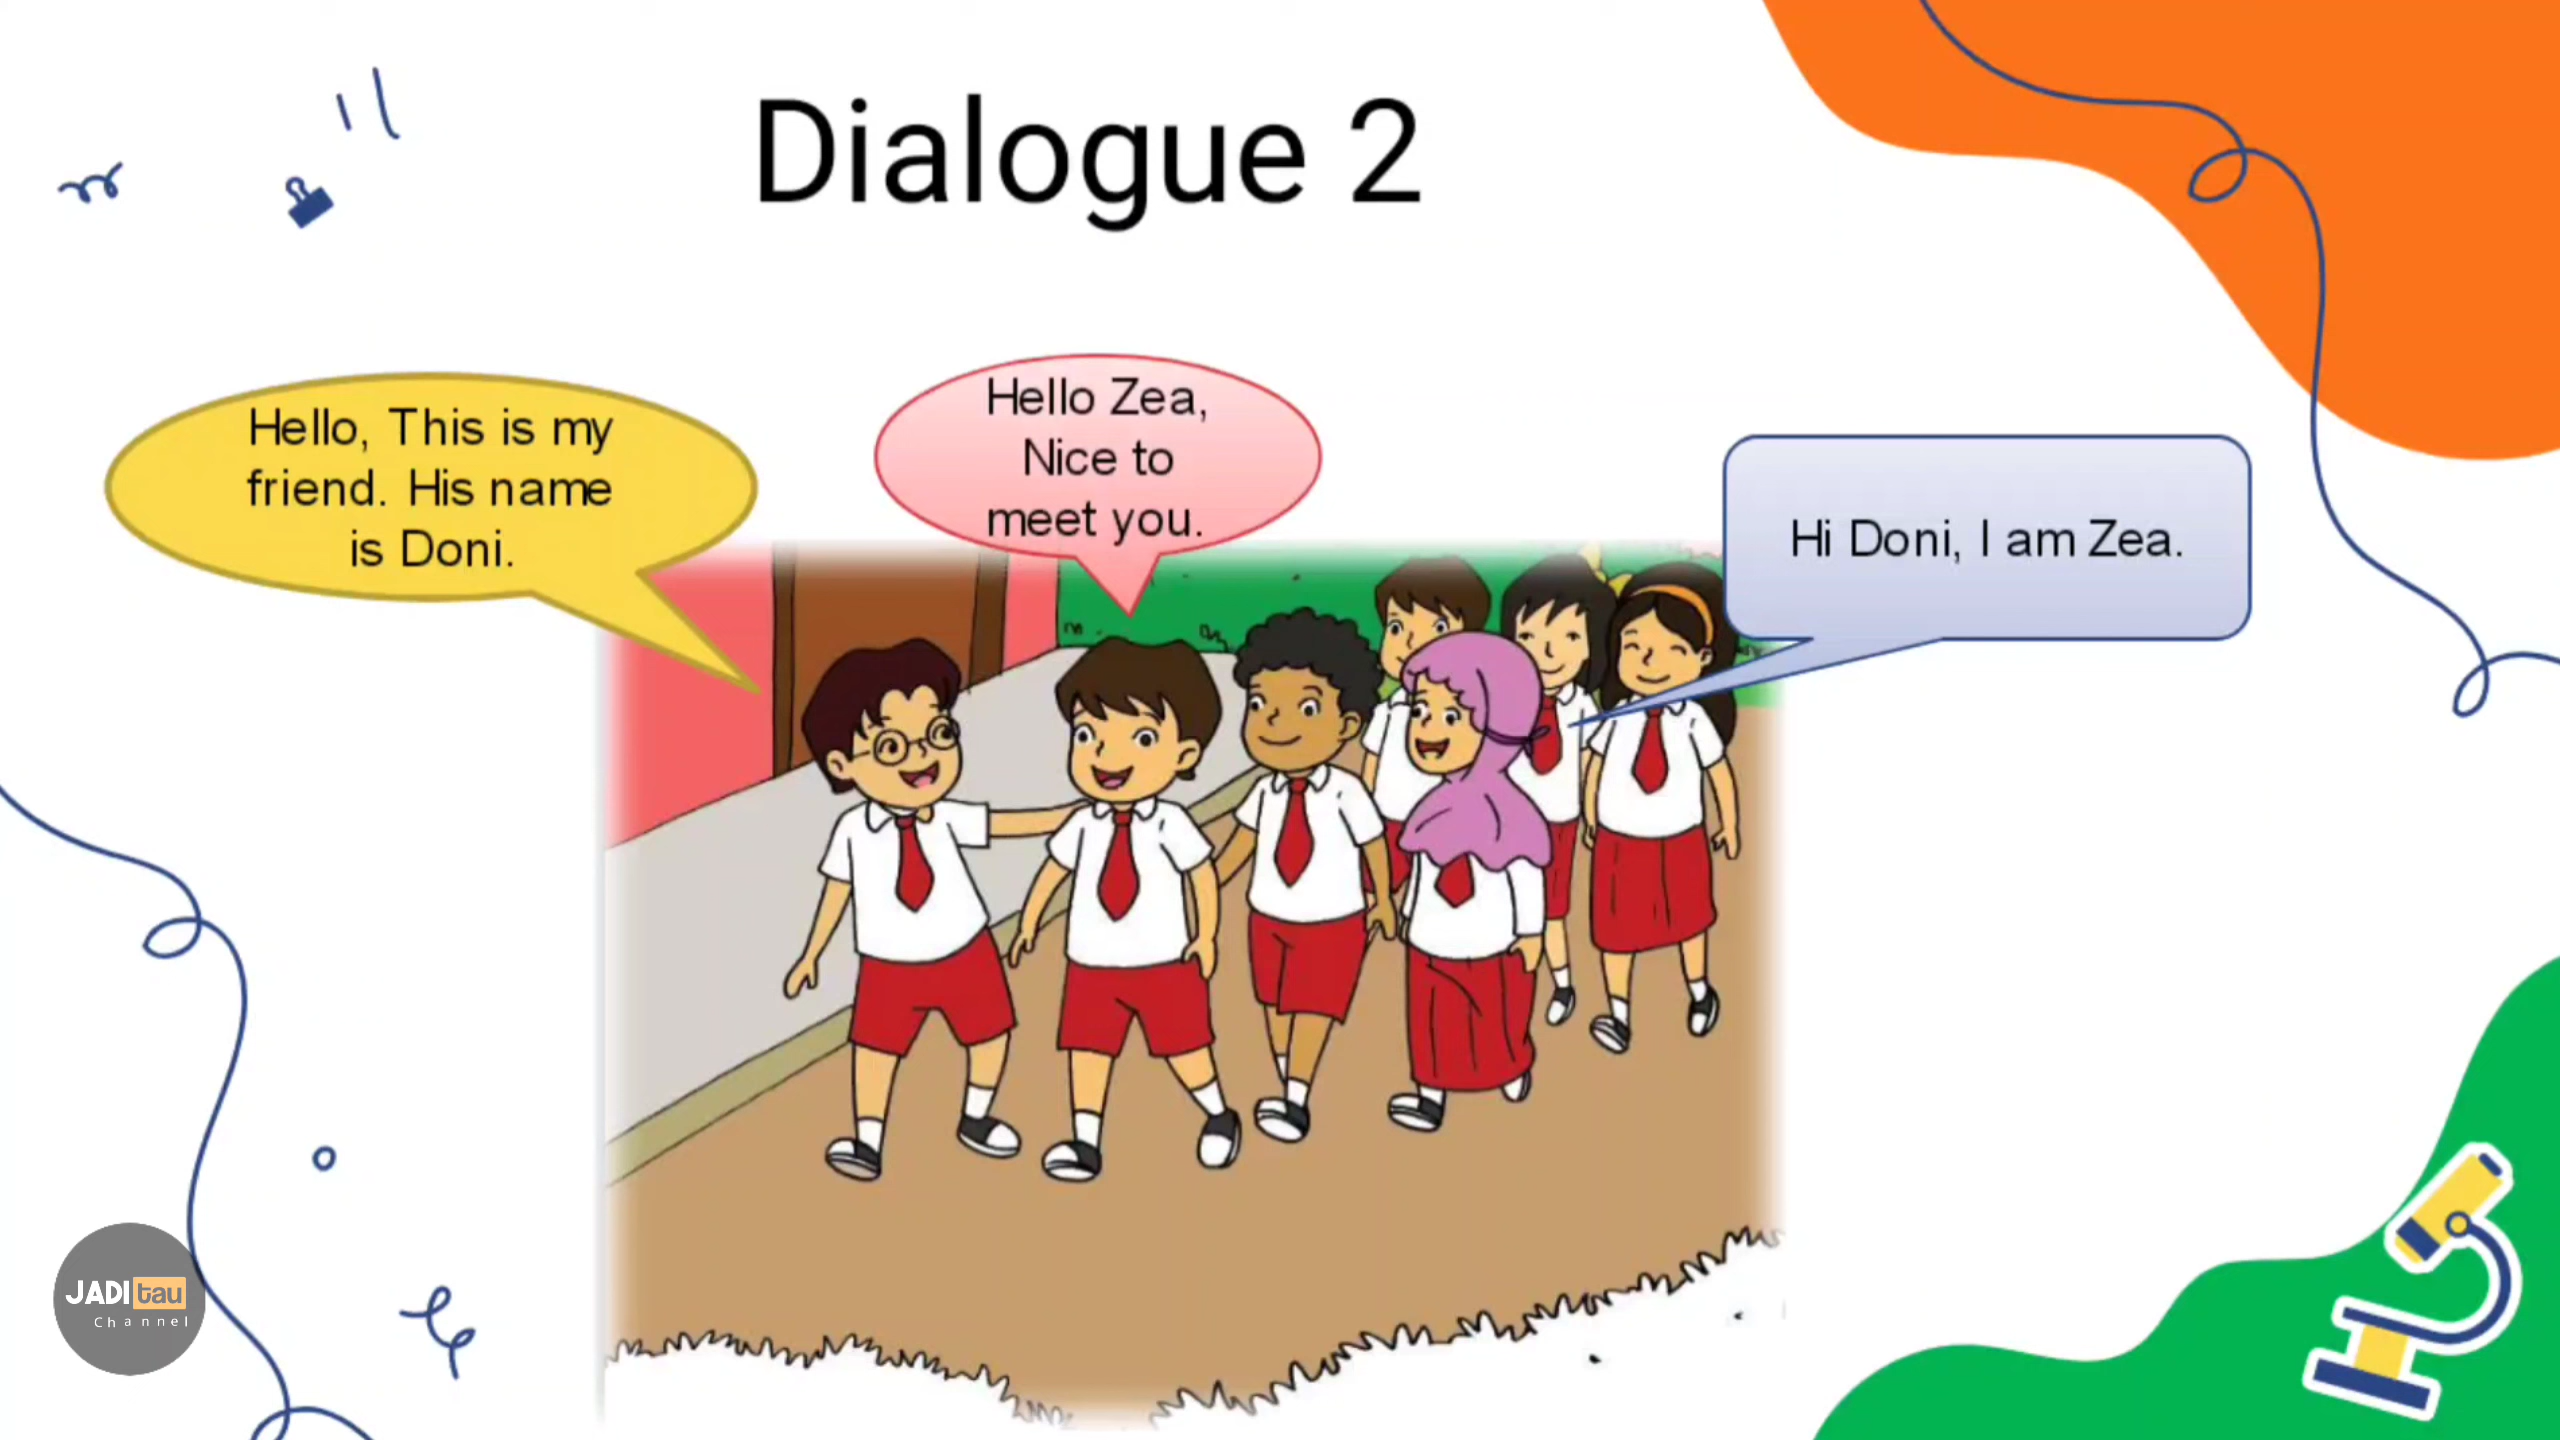 Dialogue 2
Hello, This is my
friend. His name
is Doni.
Hello Zea,
Nice to
meet you.
Hi Doni, I am Zea.
JADI tau
Channel